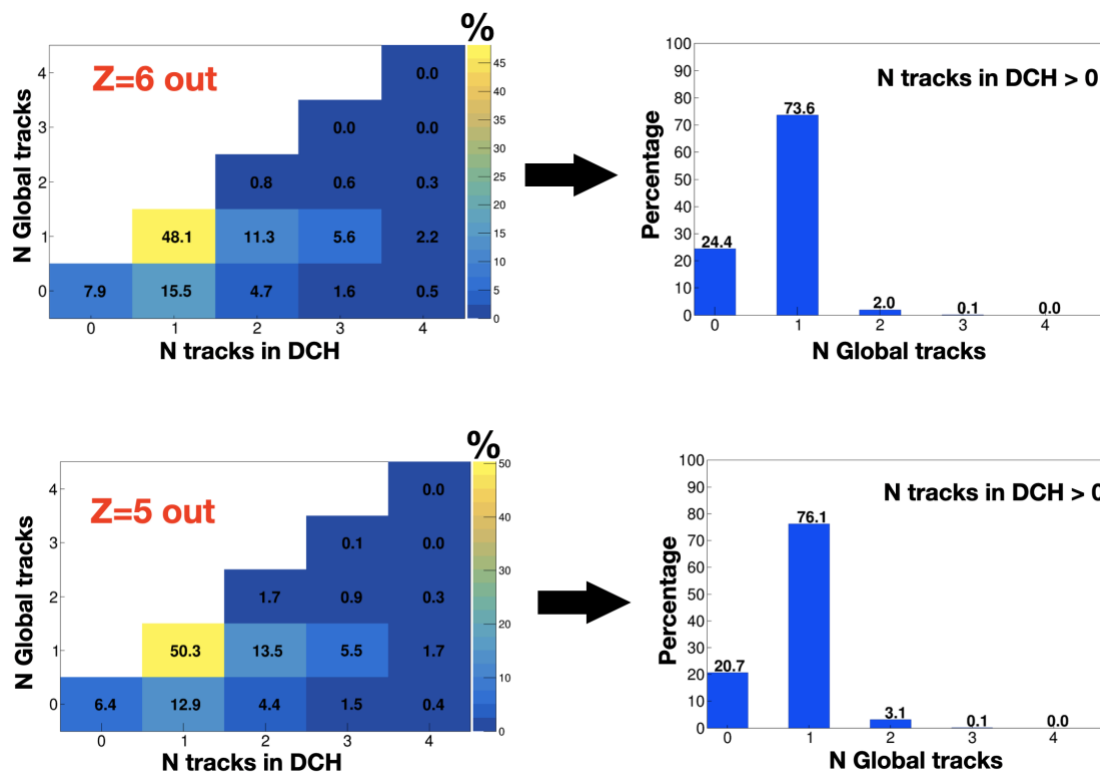 %
Z=6 out
N Global tracks
4
3
2
1
0
0.0
0.0 0.0
0.8 0.6 0.3
48.1 11.3 5.6 2.2
7.9 15.5 4.7 1.6 0.5
0 1 2 3 4
N tracks in DCH
45
40
35
30
25
20
15
10
5
0
N tracks in DCH > 0
Percentage
100
90
80
70
60
50
40
30
20
10
0
24.4 73.6 2.0 0.1 0.0
0 1 2 3 4
N Global tracks
%
Z=5 out
N Global tracks
4
3
2
1
0
0.0
0.1 0.0
1.7 0.9 0.3
50.3 13.5 5.5 1.7
6.4 12.9 4.4 1.5 0.4
0 1 2 3 4
N tracks in DCH
50
45
40
35
30
25
20
15
10
5
0
N tracks in DCH > 0
Percentage
100
90
80
70
60
50
40
30
20
10
0
20.7 76.1 3.1 0.1 0.0
0 1 2 3 4
N Global tracks